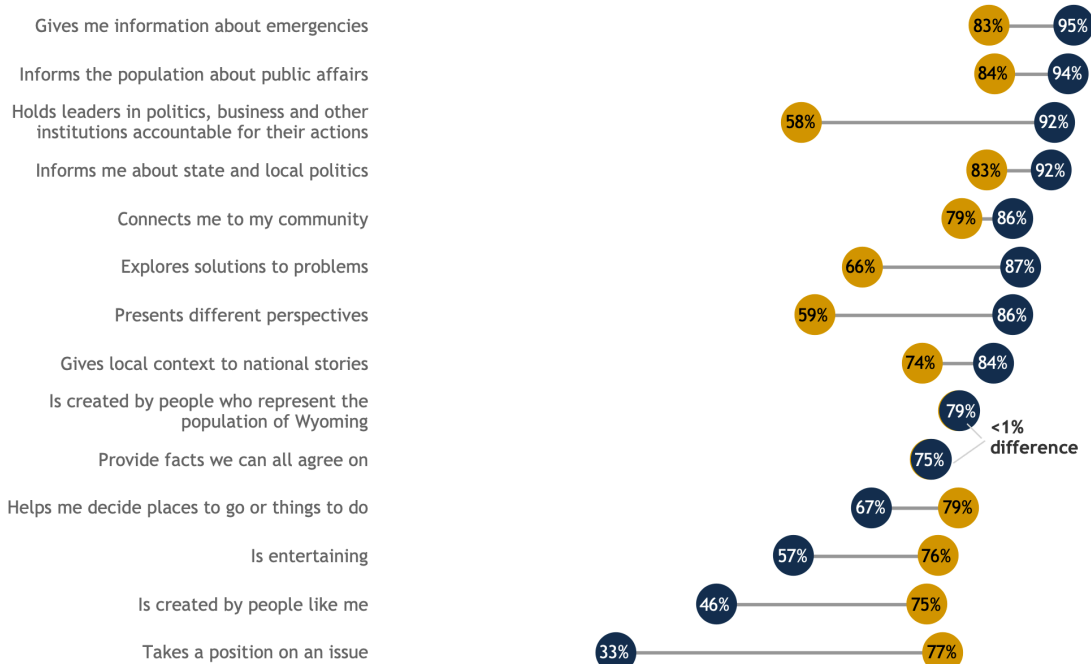 Gives me information about emergencies
83% 95%
Informs the population about public affairs
84% 94%
Holds leaders in politics, business and other
institutions accountable for their actions
58% 92%
Informs me about state and local politics
83% 92%
Connects me to my community
79% 86%
Explores solutions to problems
66% 87%
Presents different perspectives
59% 86%
Gives local context to national stories
74% 84%
Is created by people who represent the
population of Wyoming
79%
<1%
difference
Provide facts we can all agree on
75%
Helps me decide places to go or things to do
67% 79%
Is entertaining
57% 76%
Is created by people like me
46% 75%
Takes a position on an issue
33% 77%